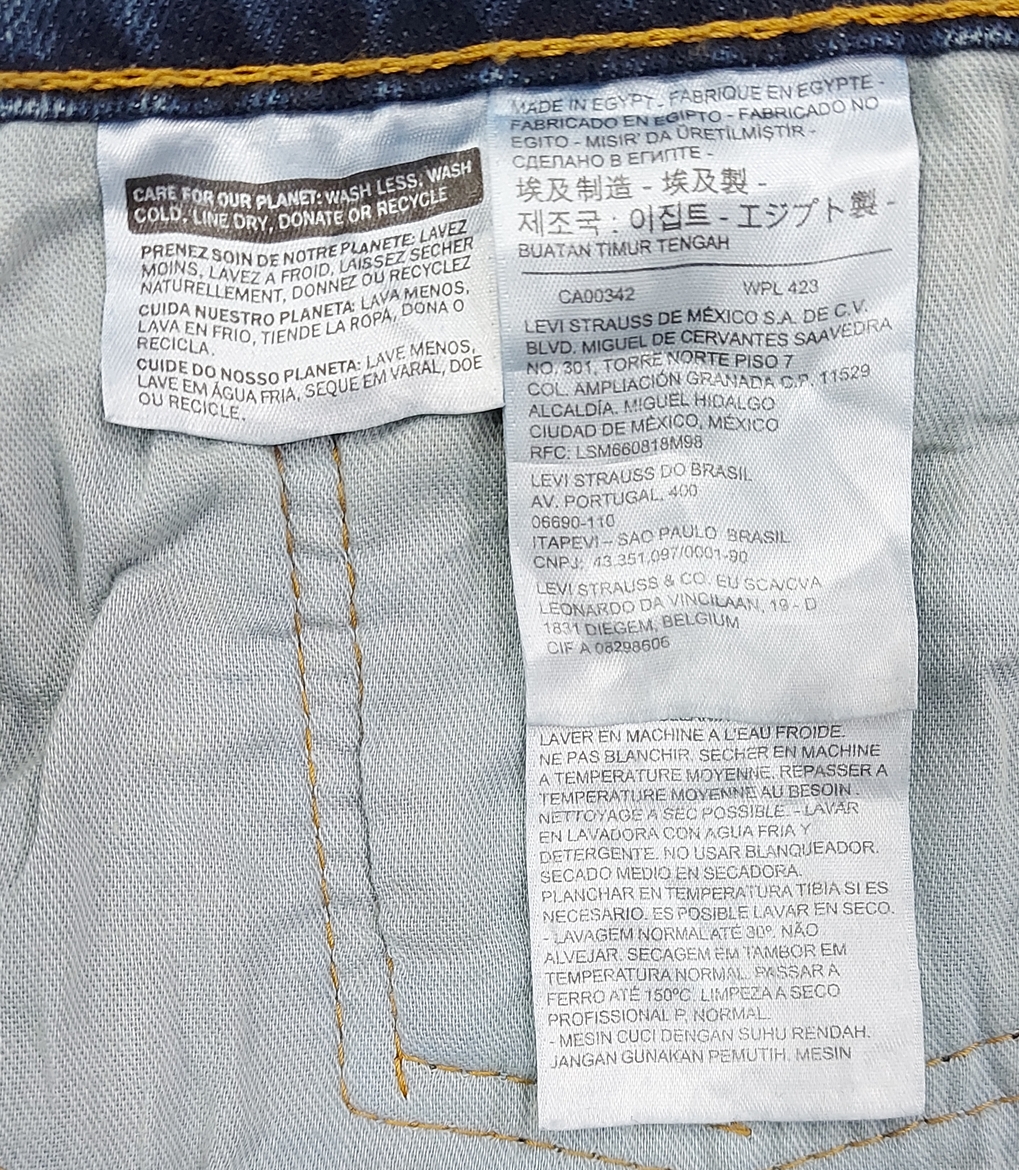 CARE FOR OUR PLANET: WASH LESS, WASH
COLD, LINE DRY, DONATE OR RECYCLE
PRENEZ SOIN DE NOTRE PLANETE: LAVEZ
MOINS, LAVEZ A FROID, LAISSEZ SECHER
NATURELLEMENT, DONNEZ OU RECYCLEZ
CUIDA NUESTRO PLANETA: LAVA MENOS,
LAVA EN FRIO, TIENDE LA ROPA, DONA O
RECICLA.
CUIDE DO NOSSO PLANETA: LAVE MENOS,
LAVE EM ÁGUA FRIA, SEQUE EM VARAL, DOE
OU RECICLE.
MADE IN EGYPT - FABRIQUE EN EGYPTE -
FABRICADO EN EGIPTO - FABRICADO NO
EGITO - MISIR' DA ÜRETİLMİŞTİR -
СДЕЛАНО В ЕГИПТЕ -
埃及制造 - 埃及製 -
제조국 : 이집트 - エジプト製 -
BUATAN TIMUR TENGAH
CA00342 WPL 423
LEVI STRAUSS DE MÉXICO S.A. DE C.V.
BLVD. MIGUEL DE CERVANTES SAAVEDRA
NO. 301, TORRE NORTE PISO 7
COL. AMPLIACIÓN GRANADA C.P. 11529
ALCALDÍA. MIGUEL HIDALGO
CIUDAD DE MÉXICO, MÉXICO
RFC: LSM660818M98
LEVI STRAUSS DO BRASIL
AV. PORTUGAL, 400
06690-110
ITAPEVI – SAO PAULO BRASIL
CNPJ: 43.351.097/0001-90
LEVI STRAUSS & CO. EU SCA/CVA
LEONARDO DA VINCILAAN, 19 - D
1831 DIEGEM, BELGIUM
CIF A 08298606
LAVER EN MACHINE A L'EAU FROIDE.
NE PAS BLANCHIR. SECHER EN MACHINE
A TEMPERATURE MOYENNE. REPASSER A
TEMPERATURE MOYENNE AU BESOIN .
NETTOYAGE A SEC POSSIBLE. - LAVAR
EN LAVADORA CON AGUA FRIA Y
DETERGENTE. NO USAR BLANQUEADOR.
SECADO MEDIO EN SECADORA.
PLANCHAR EN TEMPERATURA TIBIA SI ES
NECESARIO. ES POSIBLE LAVAR EN SECO.
- LAVAGEM NORMAL ATÉ 30º. NÃO
ALVEJAR. SECAGEM EM TAMBOR EM
TEMPERATURA NORMAL. PASSAR A
FERRO ATÉ 150ºC. LIMPEZA A SECO
PROFISSIONAL P. NORMAL.
- MESIN CUCI DENGAN SUHU RENDAH.
JANGAN GUNAKAN PEMUTIH. MESIN